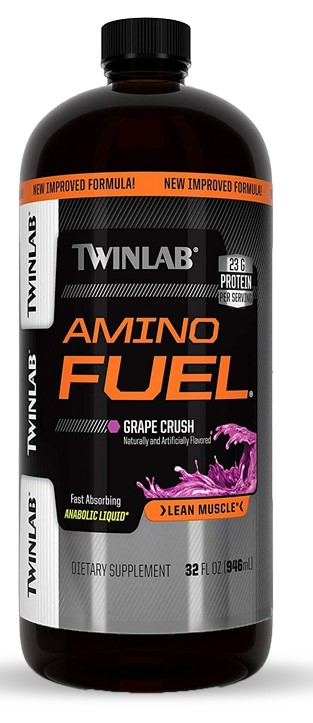 NEW IMPROVED FORMULA! NEW IMPROVED FORMULA!
TWINLAB®
TWINLAB®
TWINLAB®
TWINLAB®
23 G
PROTEIN
PER SERVING
AMINO
FUEL®
GRAPE CRUSH
Naturally and Artificially Flavored
Fast Absorbing
ANABOLIC LIQUID*
LEAN MUSCLE*
DIETARY SUPPLEMENT 32 FL OZ (946mL)